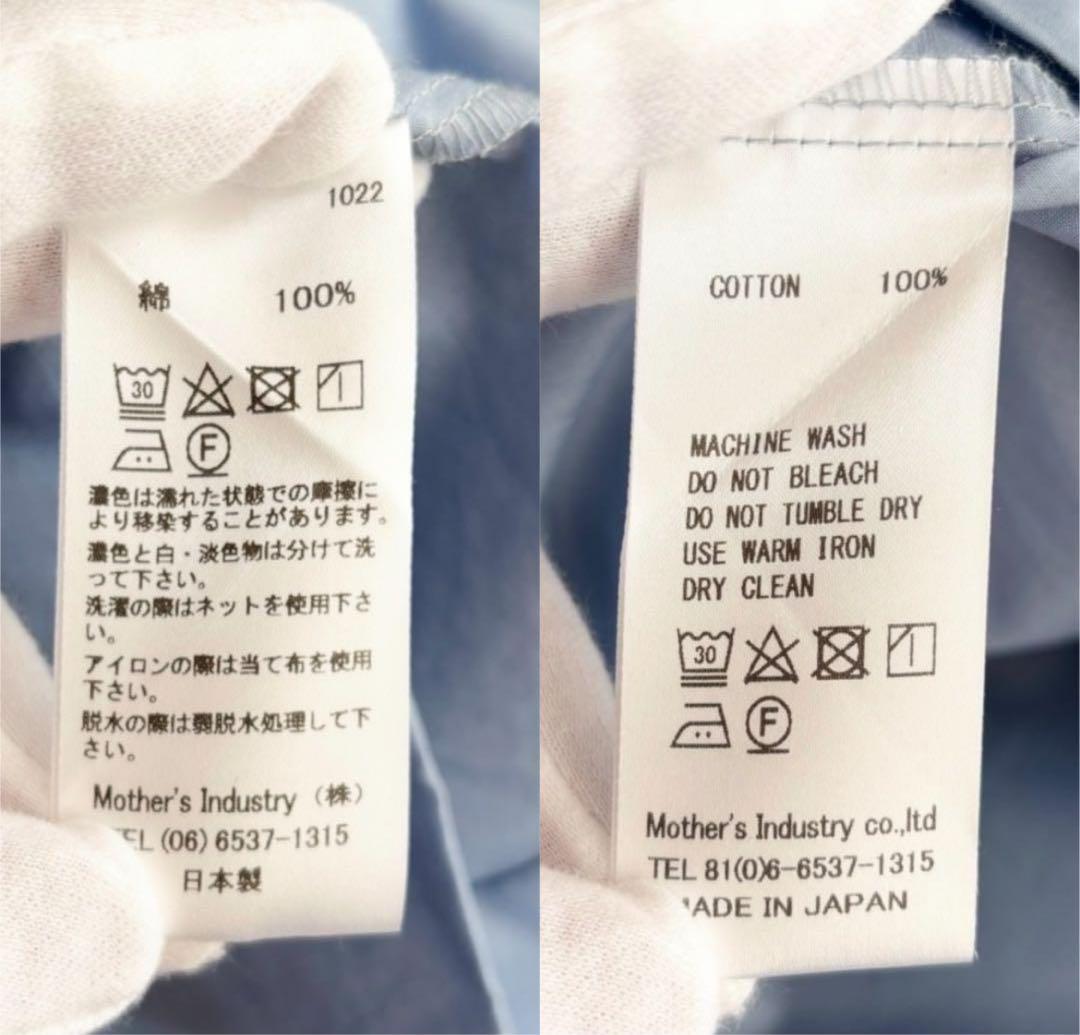 1022
綿 100%
30
F
濃色は濡れた状態での摩擦に
より移染することがあります。
濃色と白・淡色物は分けて洗
って下さい。
洗濯の際はネットを使用下さ
い。
アイロンの際は当て布を使用
下さい。
脱水の際は弱脱水処理して下
さい。
Mother's Industry (株)
TEL (06) 6537-1315
日本製
COTTON 100%
MACHINE WASH
DO NOT BLEACH
DO NOT TUMBLE DRY
USE WARM IRON
DRY CLEAN
30
F
Mother's Industry co.,ltd
TEL 81(0)6-6537-1315
MADE IN JAPAN